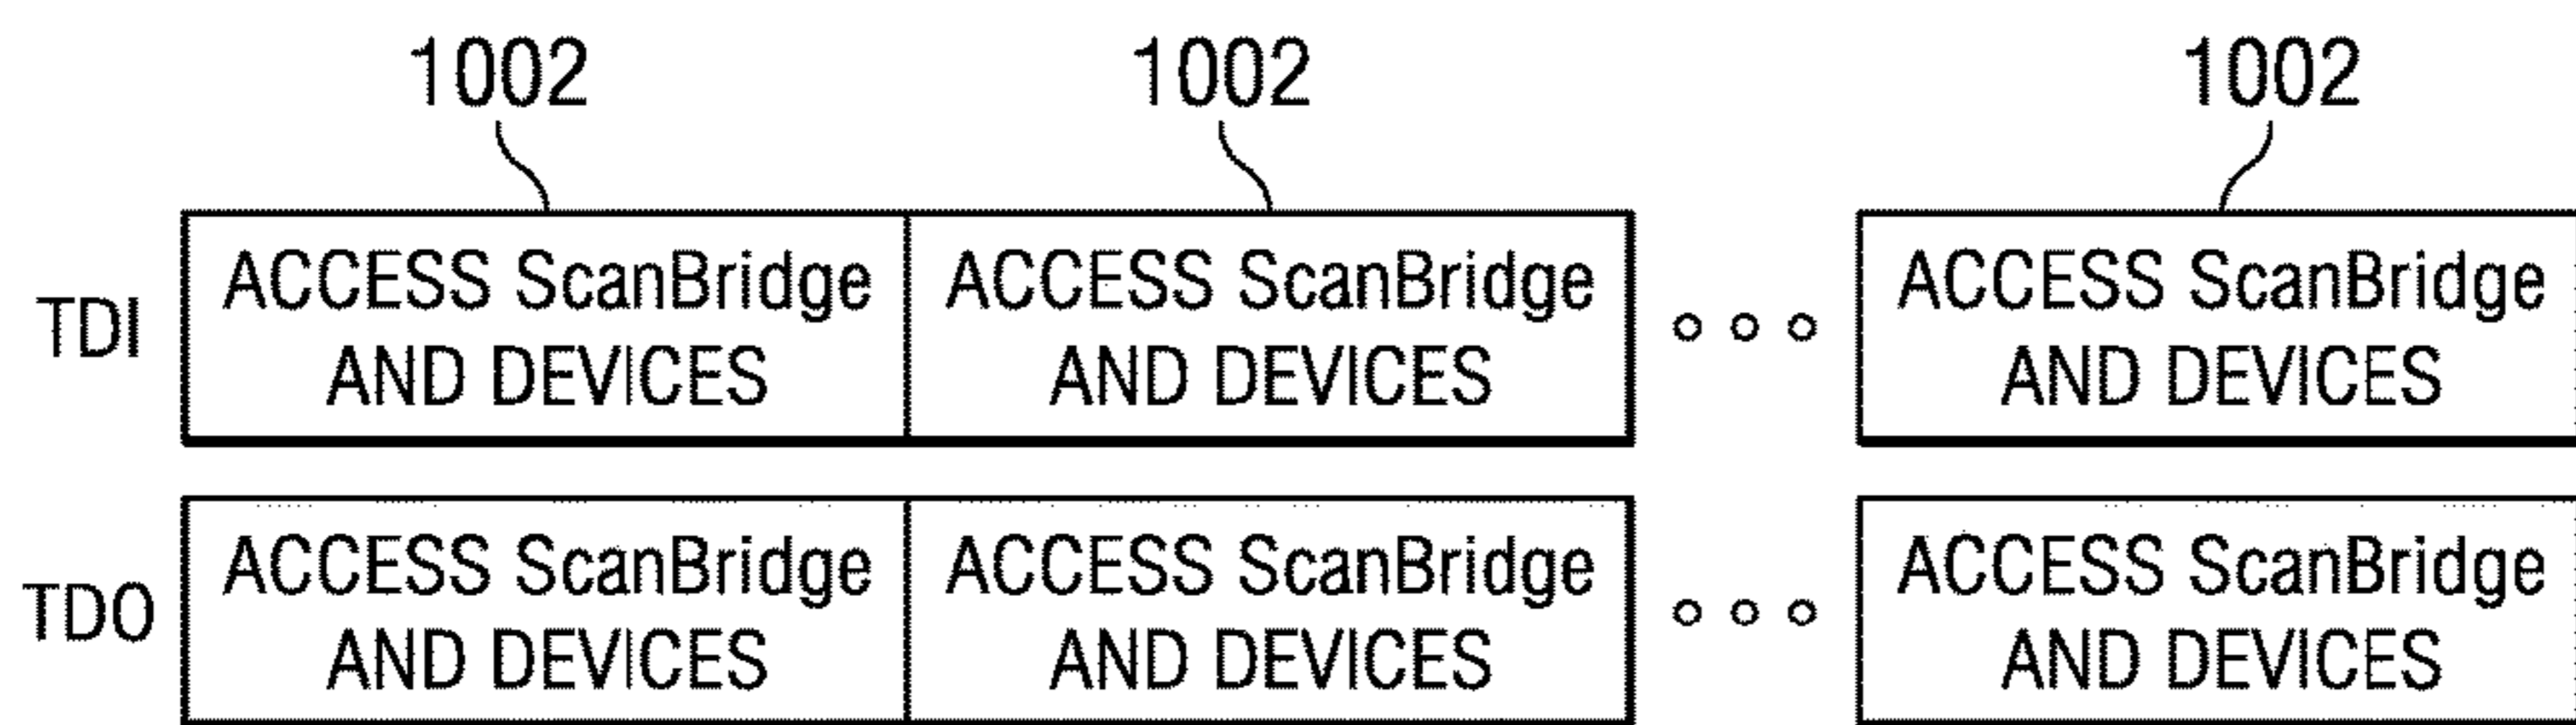 1002 1002 1002
TDI ACCESS ScanBridge ACCESS ScanBridge ACCESS ScanBridge
AND DEVICES AND DEVICES AND DEVICES
TDO ACCESS ScanBridge ACCESS ScanBridge ACCESS ScanBridge
AND DEVICES AND DEVICES AND DEVICES